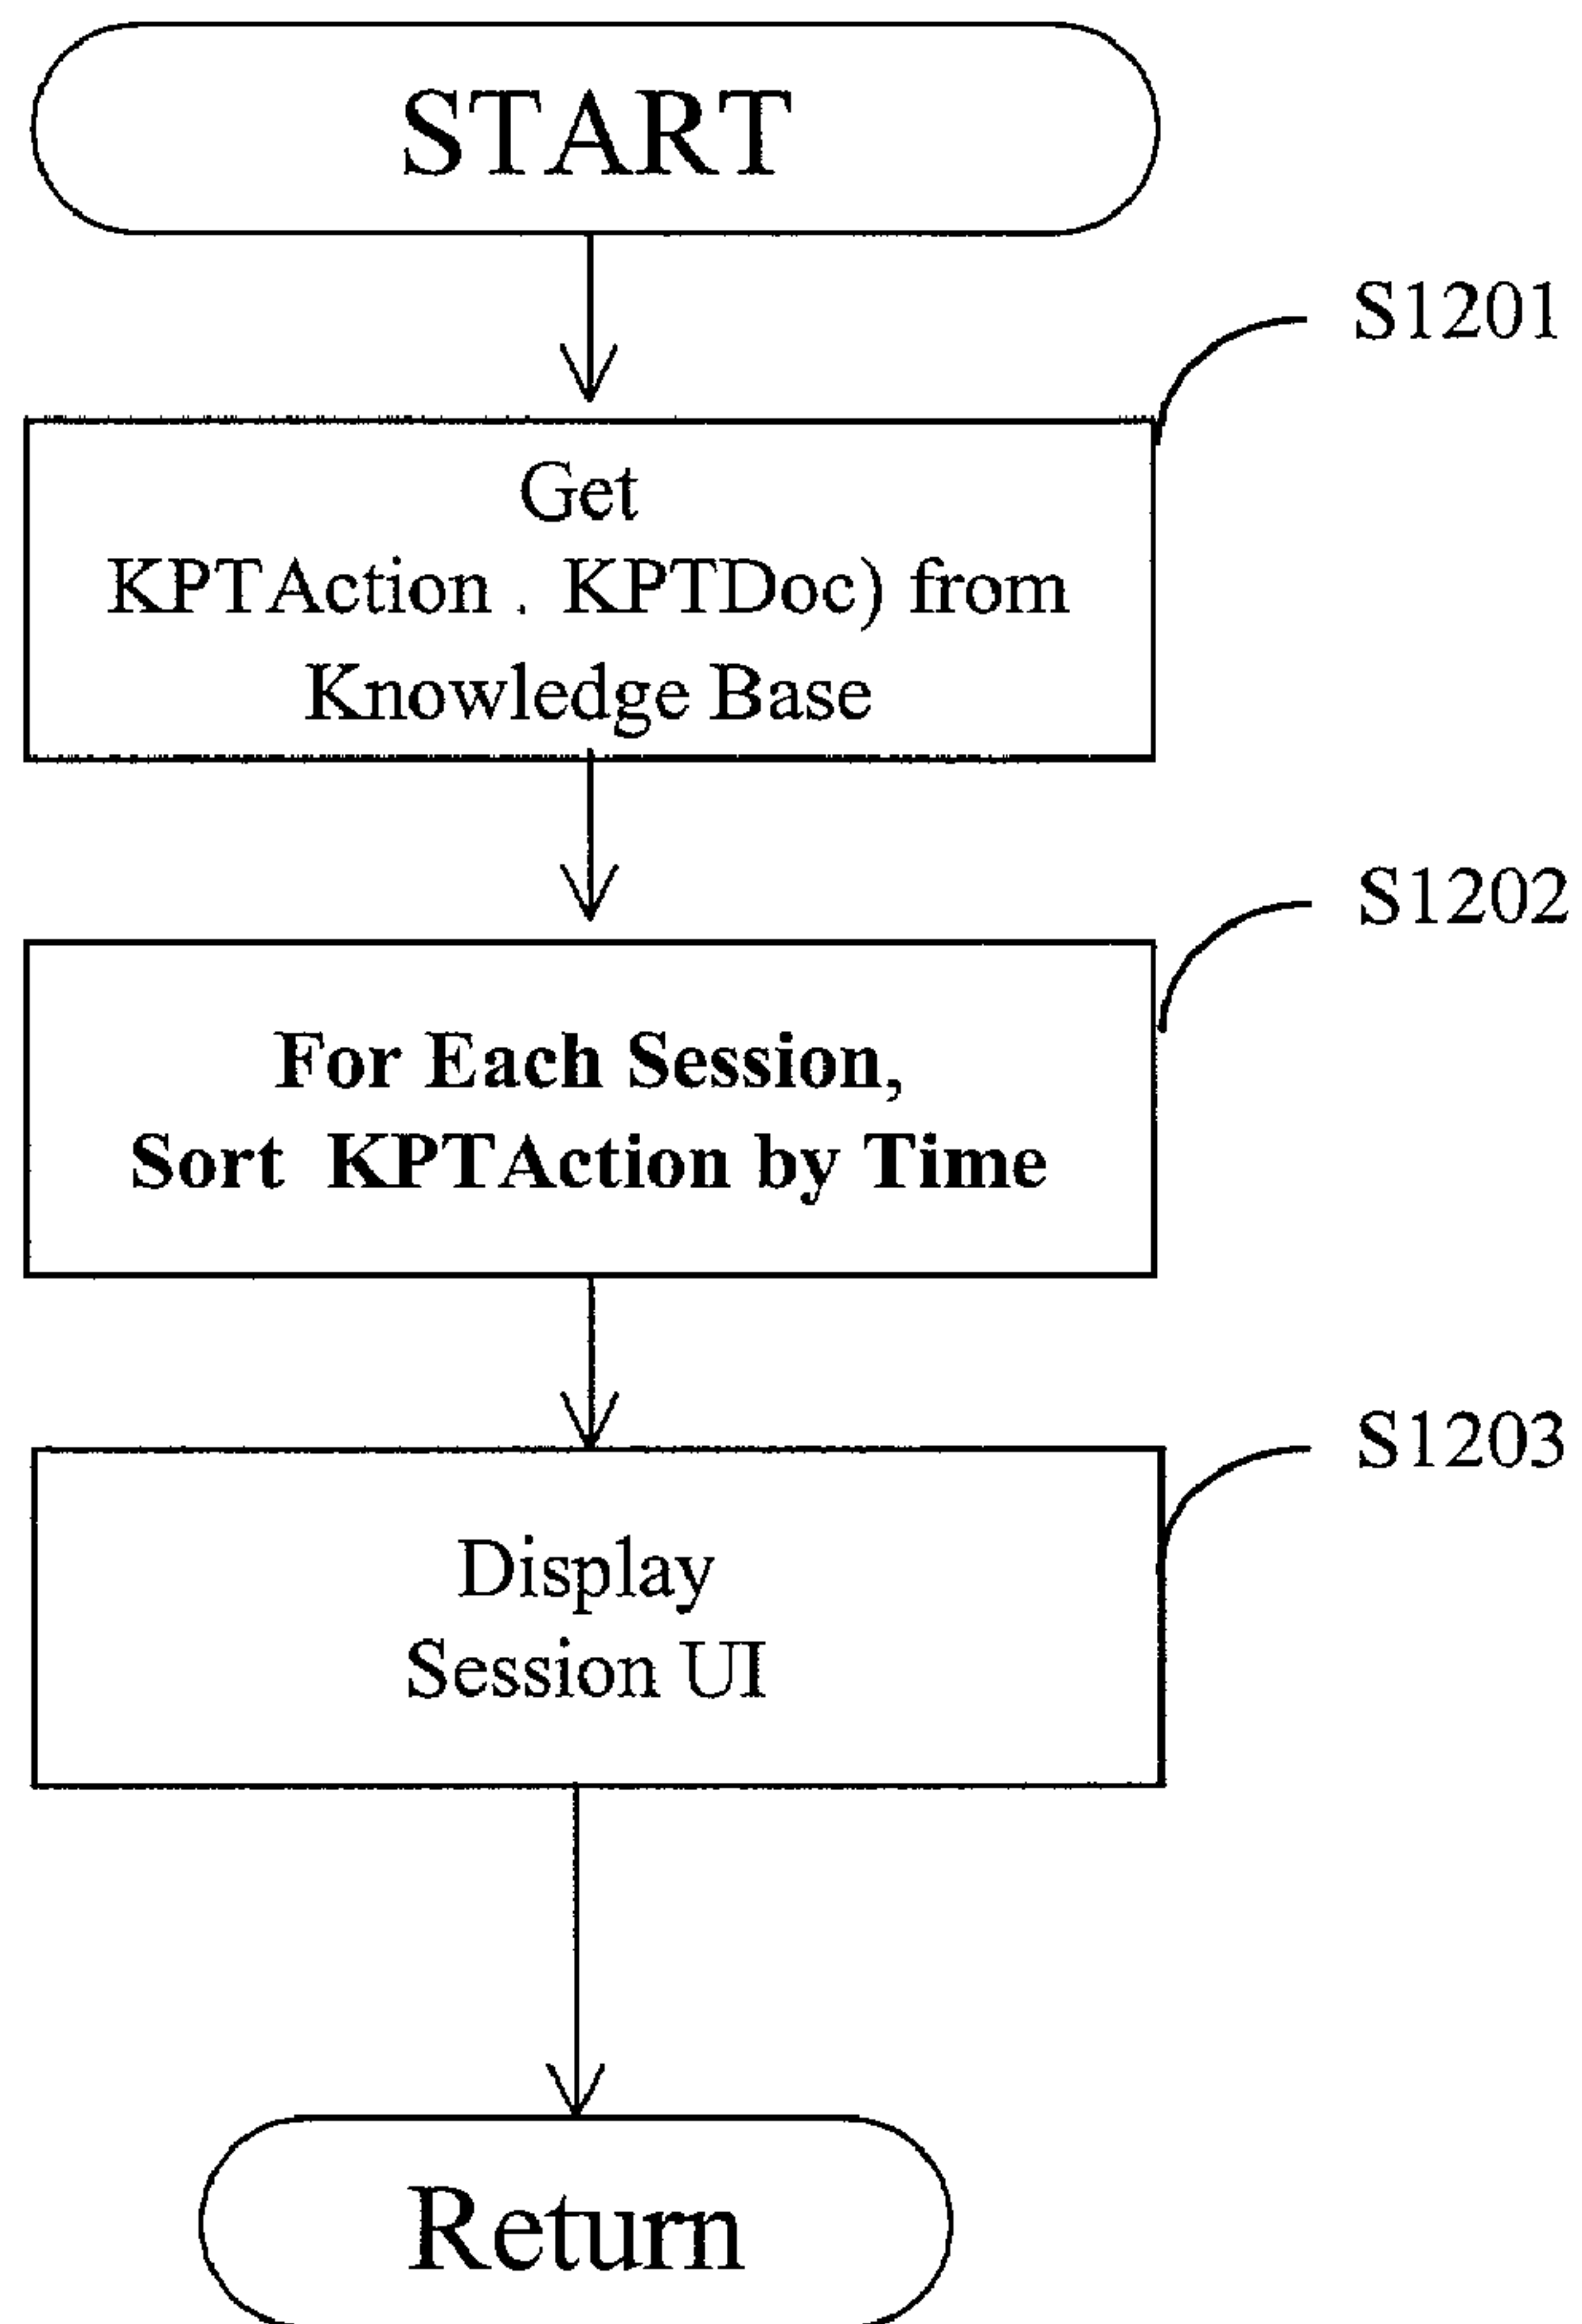 START
S1201
Get
KPTAction . KPTDoc) from
Knowledge Base
S1202
For Each Session,
Sort KPTAction by Time
S1203
Display
Session UI
Return